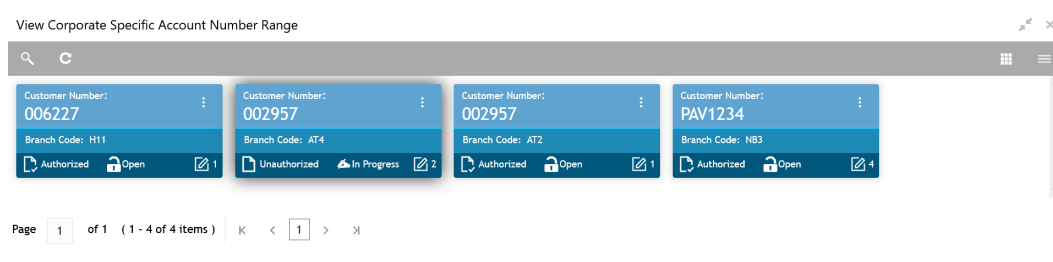 View Corporate Specific Account Number Range
Customer Number:
006227
Branch Code: H11
Authorized Open 1
Customer Number:
002957
Branch Code: AT4
Unauthorized In Progress 2
Customer Number:
002957
Branch Code: AT2
Authorized Open 1
Customer Number:
PAV1234
Branch Code: NB3
Authorized Open 4
Page 1 of 1 ( 1 - 4 of 4 items ) 1